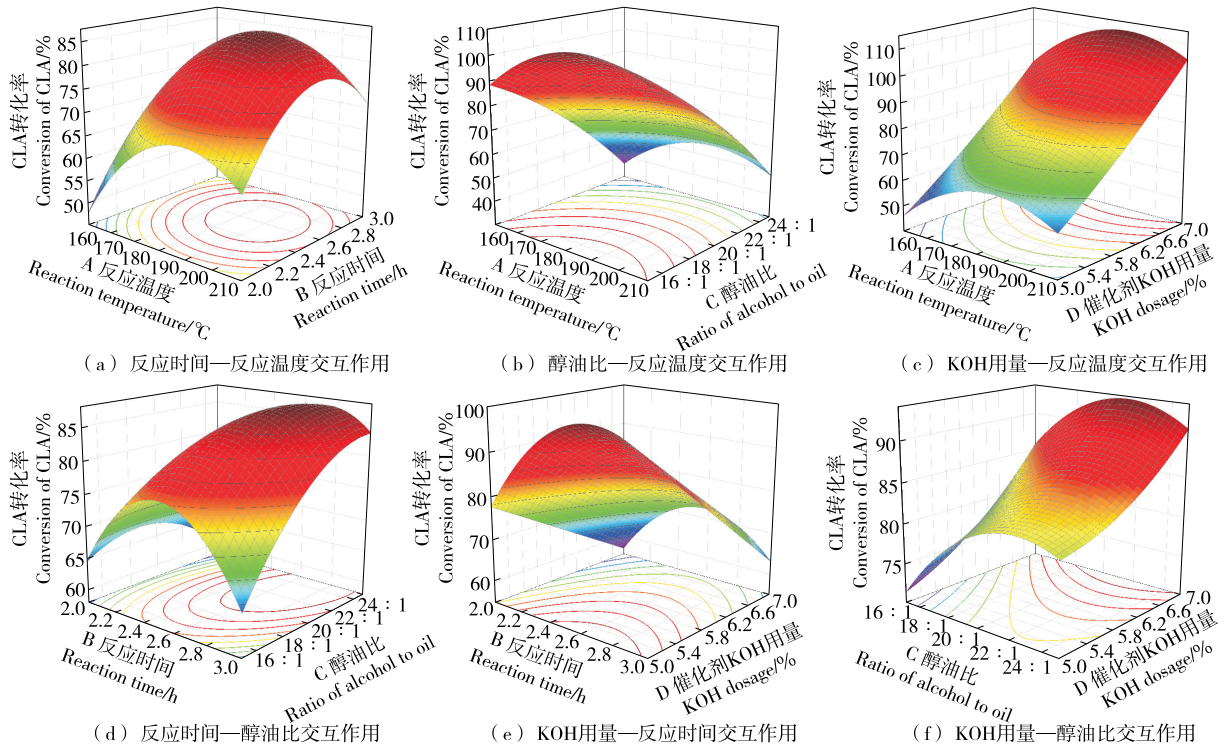 CLA转化率
Conversion of CLA/%
85
80
75
70
65
60
55
50
160
170
180
190
200
210
A 反应温度
Reaction temperature/℃
2.0
2.2
2.4
2.6
2.8
3.0
B 反应时间
Reaction time/h
(a) 反应时间—反应温度交互作用
CLA转化率
Conversion of CLA/%
110
100
90
80
70
60
50
40
160
170
180
190
200
210
A 反应温度
Reaction temperature/℃
16:1
18:1
20:1
22:1
24:1
C 醇油比
Ratio of alcohol to oil
(b) 醇油比—反应温度交互作用
CLA转化率
Conversion of CLA/%
110
100
90
80
70
60
50
160
170
180
190
200
210
A 反应温度
Reaction temperature/℃
5.0
5.4
5.8
6.2
6.6
7.0
D 催化剂KOH用量
KOH dosage/%
(c) KOH用量—反应温度交互作用
CLA转化率
Conversion of CLA/%
85
80
75
70
65
60
2.0
2.2
2.4
2.6
2.8
3.0
B 反应时间
Reaction time/h
16:1
18:1
20:1
22:1
24:1
C 醇油比
Ratio of alcohol to oil
(d) 反应时间—醇油比交互作用
CLA转化率
Conversion of CLA/%
100
90
80
70
60
2.0
2.2
2.4
2.6
2.8
3.0
B 反应时间
Reaction time/h
5.0
5.4
5.8
6.2
6.6
7.0
D 催化剂KOH用量
KOH dosage/%
(e) KOH用量—反应时间交互作用
CLA转化率
Conversion of CLA/%
90
85
80
75
16:1
18:1
20:1
22:1
24:1
C 醇油比
Ratio of alcohol to oil
5.0
5.4
5.8
6.2
6.6
7.0
D 催化剂KOH用量
KOH dosage/%
(f) KOH用量—醇油比交互作用